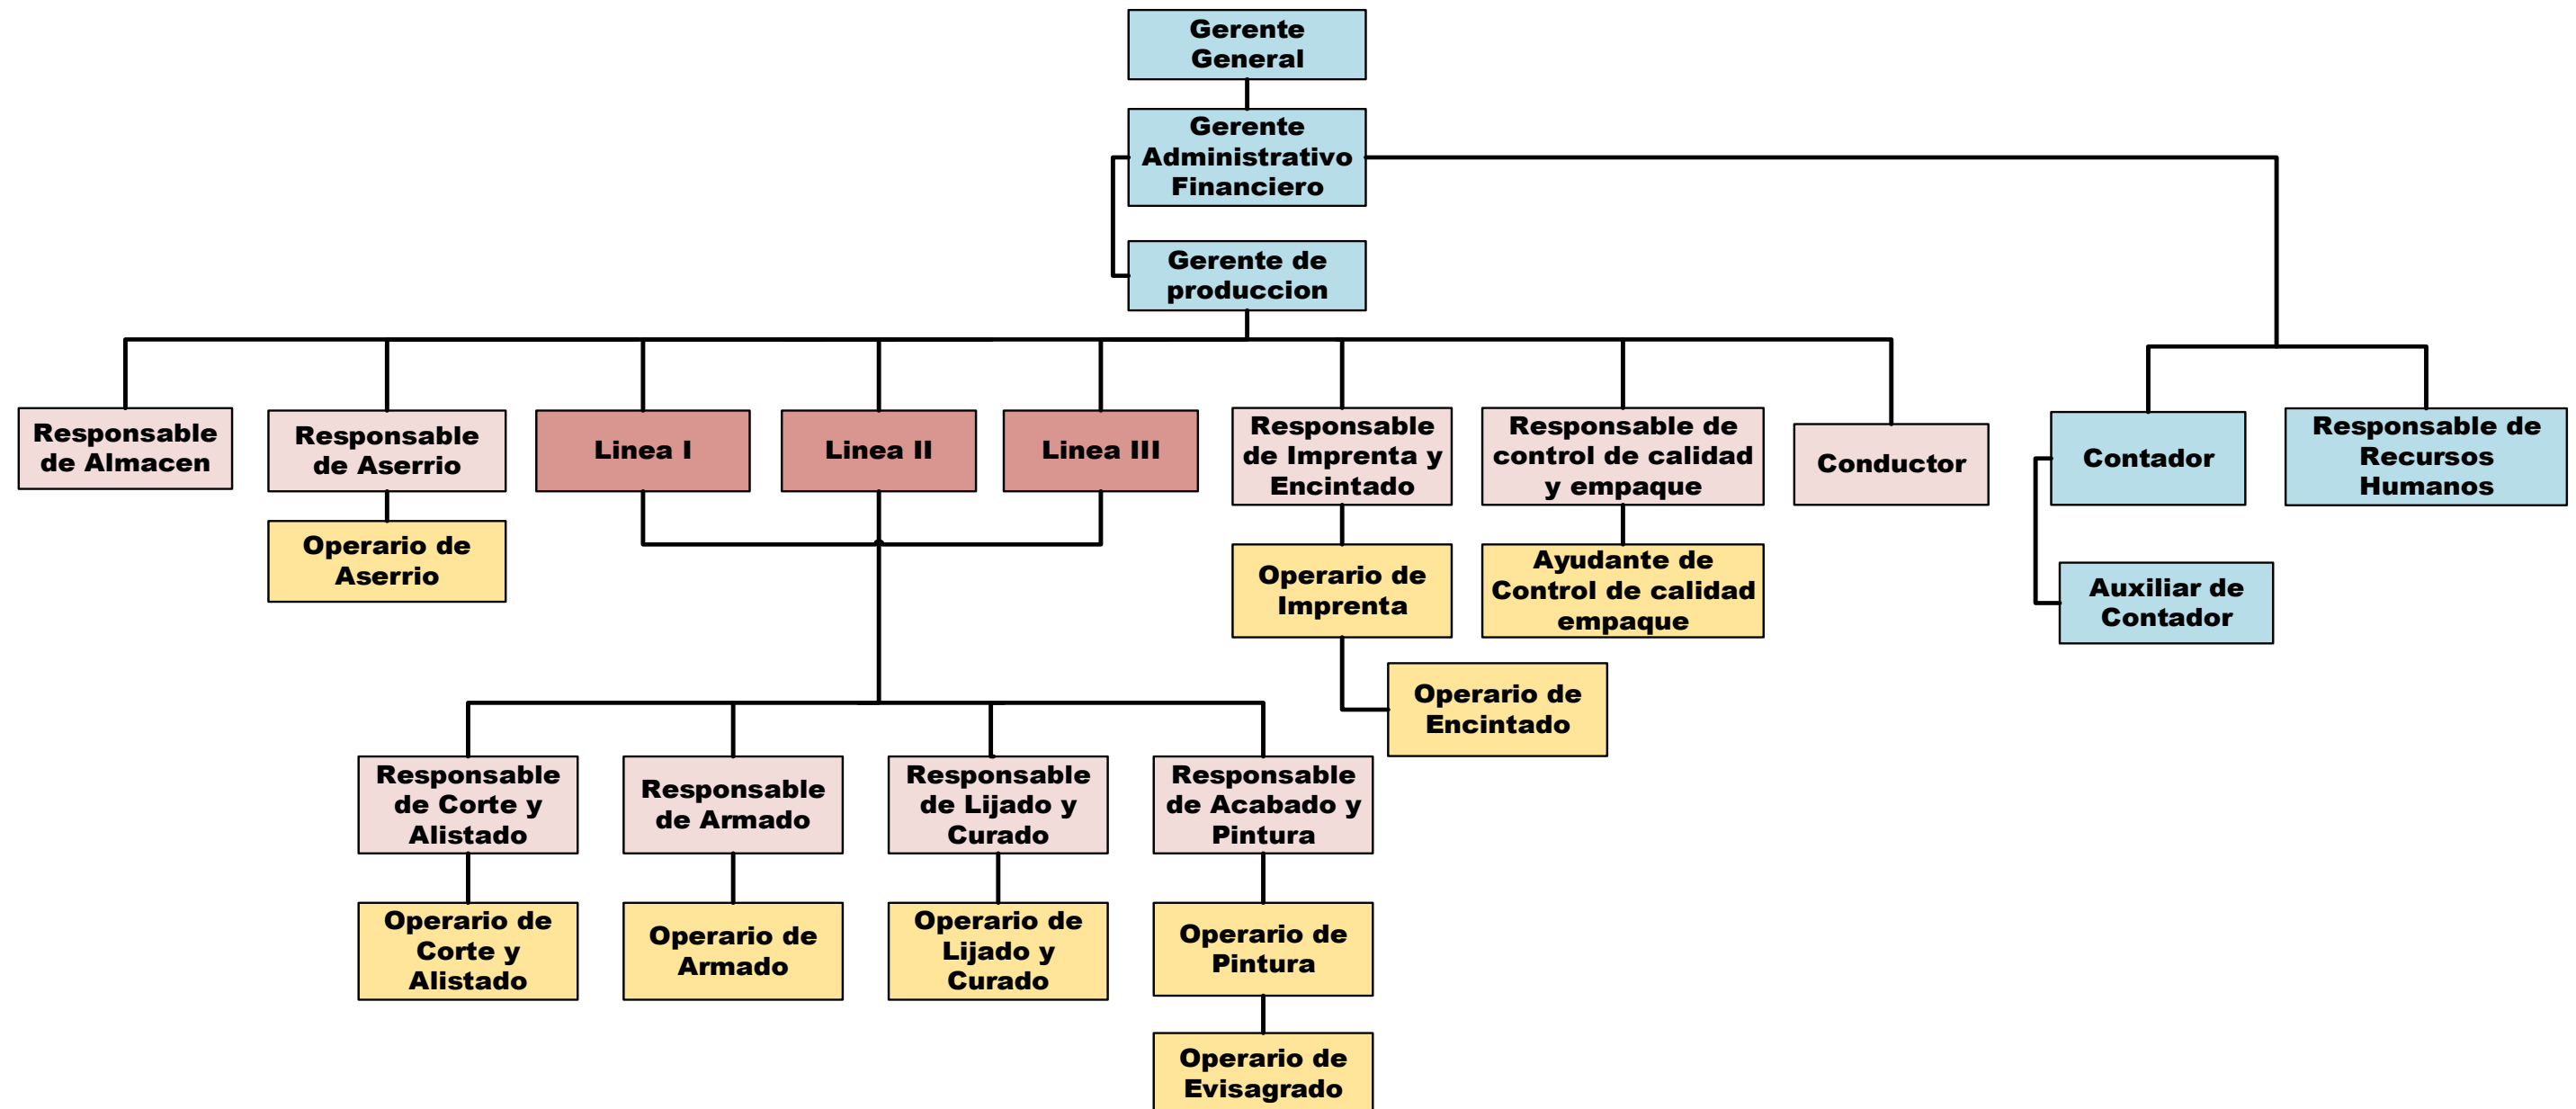 Gerente
General
Gerente
Administrativo
Financiero
Gerente de
produccion
Responsable
de Almacen
Responsable
de Aserrio
Linea I
Linea II
Linea III
Responsable
de Imprenta y
Encintado
Responsable de
control de calidad
y empaque
Conductor
Contador
Responsable de
Recursos
Humanos
Operario de
Aserrio
Operario de
Imprenta
Ayudante de
Control de calidad
empaque
Auxiliar de
Contador
Operario de
Encintado
Responsable
de Corte y
Alistado
Responsable
de Armado
Responsable
de Lijado y
Curado
Responsable
de Acabado y
Pintura
Operario de
Corte y
Alistado
Operario de
Armado
Operario de
Lijado y
Curado
Operario de
Pintura
Operario de
Evisagrado